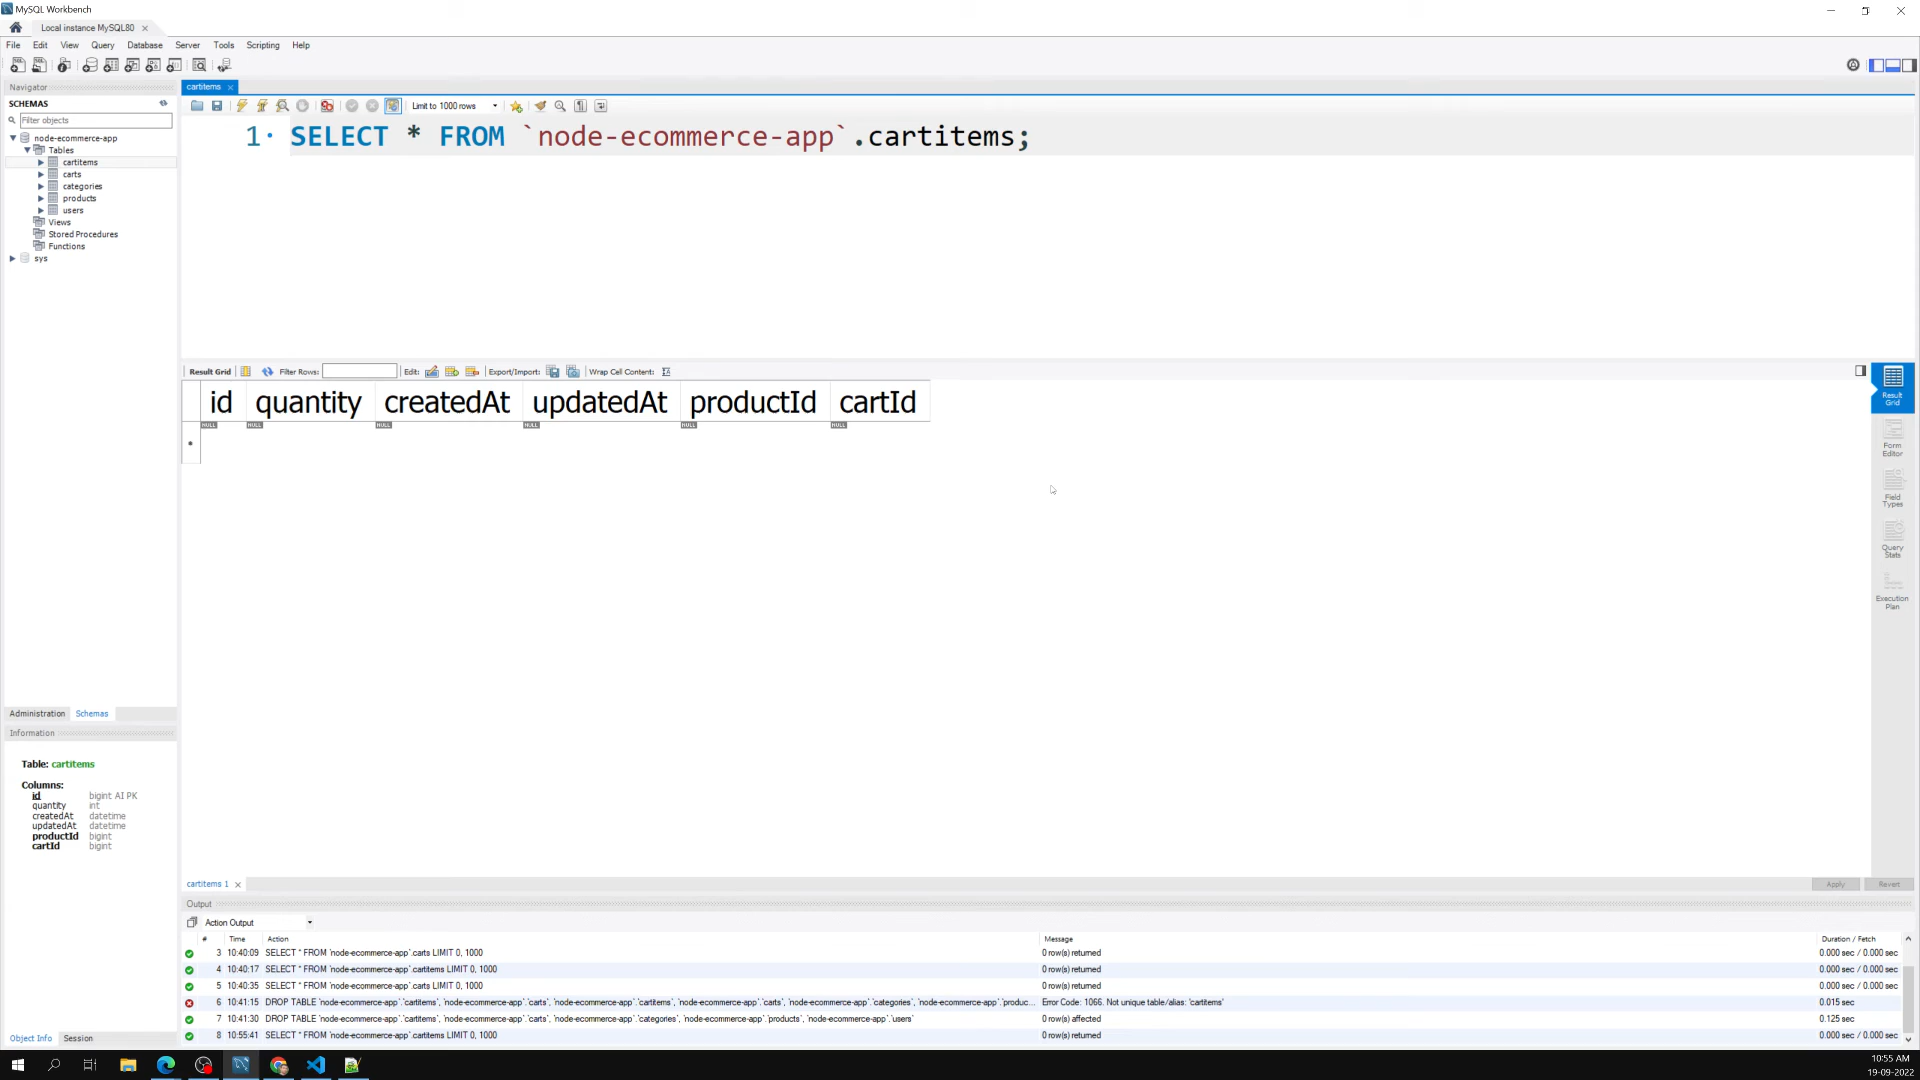 MySQL Workbench
Local instance MySQL80
File Edit View Query Database Server Tools Scripting Help
Navigator
SCHEMAS
Filter objects
node-ecommerce-app
Tables
cartitems
carts
categories
products
users
Views
Stored Procedures
Functions
sys
Administration Schemas
Information
Table: cartitems
Columns:
id bigint AI PK
quantity int
createdAt datetime
updatedAt datetime
productId bigint
cartId bigint
Object Info Session
cartitems
Limit to 1000 rows
1 SELECT * FROM `node-ecommerce-app`.cartitems;
Result Grid Filter Rows: Edit: Export/Import: Wrap Cell Content: IA
id quantity createdAt updatedAt productId cartId
NULL NULL NULL NULL NULL NULL
Result Grid
Form Editor
Field Types
Query Stats
Execution Plan
cartitems 1 Apply Revert
Output
Action Output
# Time Action Message Duration / Fetch
3 10:40:09 SELECT * FROM `node-ecommerce-app`.carts LIMIT 0, 1000 0 row(s) returned 0.000 sec / 0.000 sec
4 10:40:17 SELECT * FROM `node-ecommerce-app`.cartitems LIMIT 0, 1000 0 row(s) returned 0.000 sec / 0.000 sec
5 10:40:35 SELECT * FROM `node-ecommerce-app`.carts LIMIT 0, 1000 0 row(s) returned 0.000 sec / 0.000 sec
6 10:41:15 DROP TABLE `node-ecommerce-app`.`cartitems`, `node-ecommerce-app`.`carts`, `node-ecommerce-app`.`cartitems`, `node-ecommerce-app`.`carts`, `node-ecommerce-app`.`categories`, `node-ecommerce-app`.`produc... Error Code: 1066. Not unique table/alias: 'cartitems' 0.015 sec
7 10:41:30 DROP TABLE `node-ecommerce-app`.`cartitems`, `node-ecommerce-app`.`carts`, `node-ecommerce-app`.`categories`, `node-ecommerce-app`.`products`, `node-ecommerce-app`.`users` 0 row(s) affected 0.125 sec
8 10:55:41 SELECT * FROM `node-ecommerce-app`.cartitems LIMIT 0, 1000 0 row(s) returned 0.000 sec / 0.000 sec
10:55 AM
19-09-2022